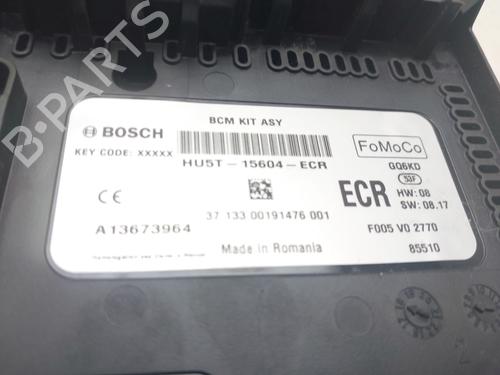 BCM KIT ASY
BOSCH
KEY CODE: XXXXX
HU5T-15604-ECR
FoMoCo
GQ6KD
S3F
ECR
HW: 08
SW: 08.17
37 133 00191476 001
A13673964
F005 V0 2770
Made in Romania
85510
B-PARTS